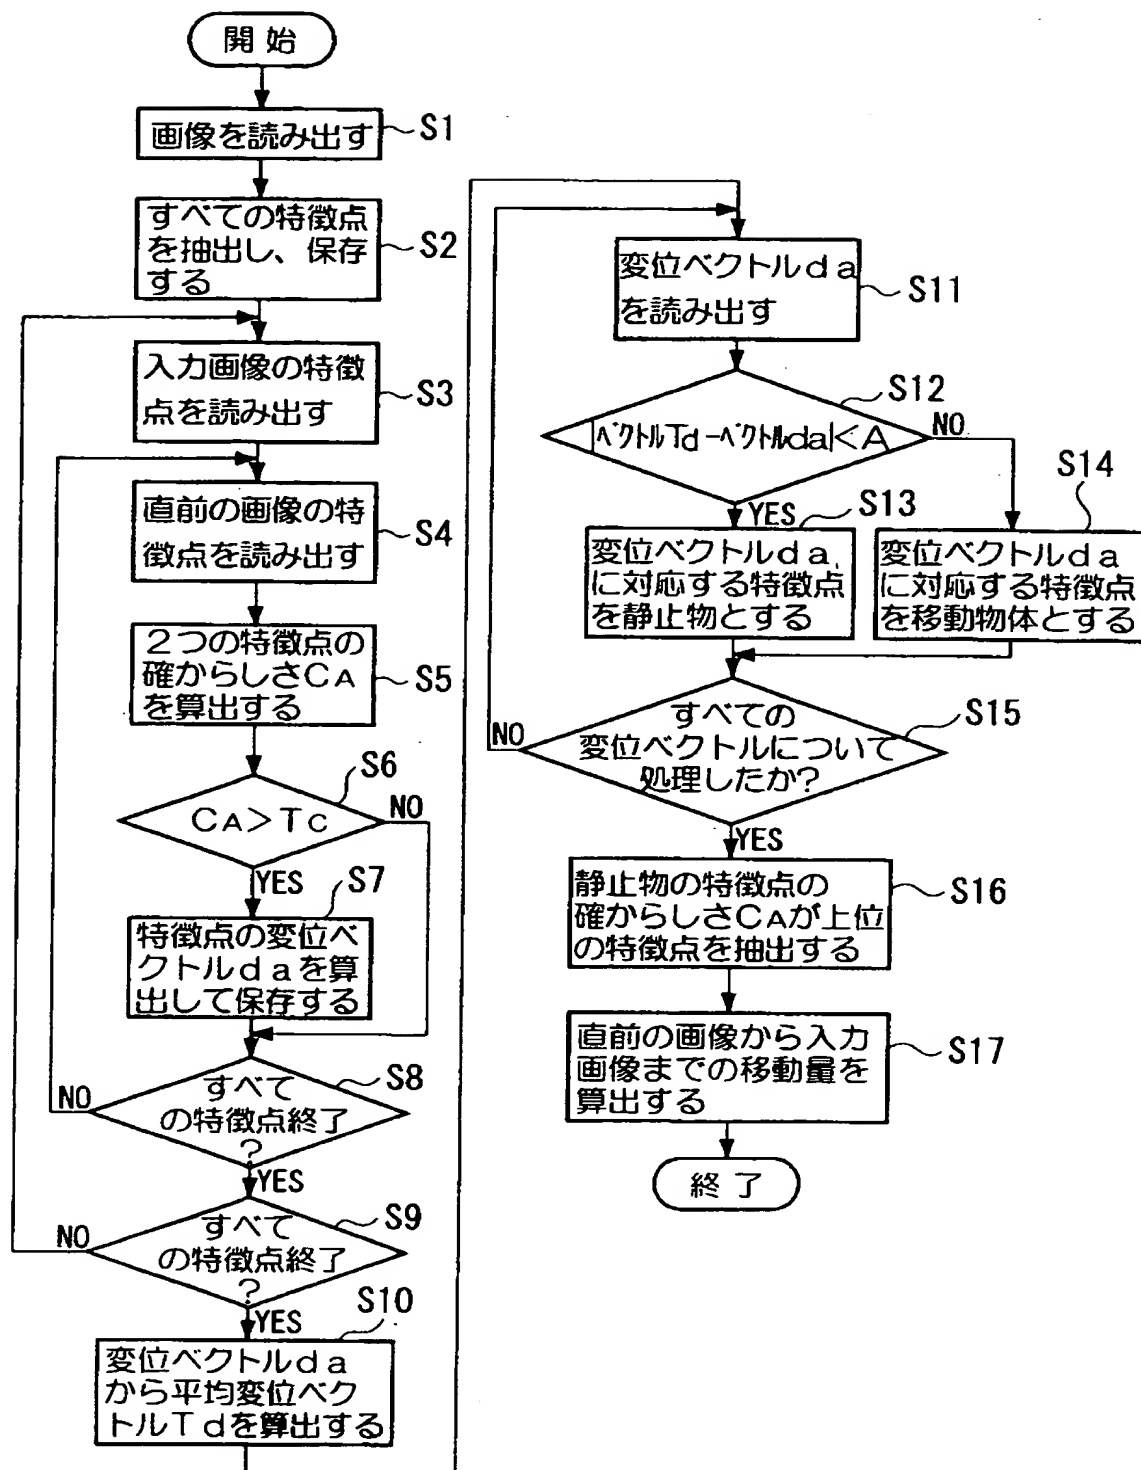 開始
画像を読み出す
S1
すべての特徴点
を抽出し、保存
する
S2
入力画像の特徴
点を読み出す
S3
直前の画像の特
徴点を読み出す
S4
2つの特徴点の
確からしさCA
を算出する
S5
CA>TC
S6
NO
YES
特徴点の変位ベ
クトルdaを算
出して保存する
S7
すべて
の特徴点終了
?
S8
NO
YES
すべて
の特徴点終了
?
S9
NO
YES
変位ベクトルda
から平均変位ベク
トルTdを算出する
S10
変位ベクトルda
を読み出す
S11
|ベクトルTd-ベクトルda|<A
S12
NO
YES
変位ベクトルda
に対応する特徴点
を静止物とする
S13
変位ベクトルda
に対応する特徴点
を移動物体とする
S14
すべての
変位ベクトルについて
処理したか?
S15
NO
YES
静止物の特徴点の
確からしさCAが上位
の特徴点を抽出する
S16
直前の画像から入力
画像までの移動量を
算出する
S17
終了